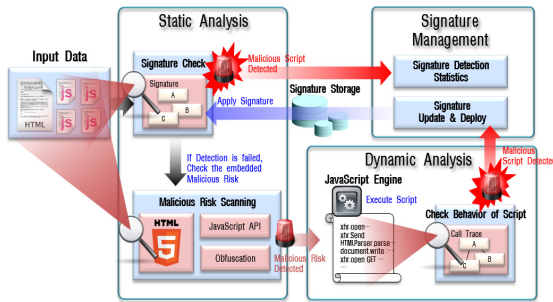 Static Analysis
Signature
Management
Input Data
Signature Check
Malicious Script
Detected
Signature
A
B
C
HTML
JS
JS
JS
JS
Signature Detection
Statistics
Signature Storage
Apply Signature
Signature
Update & Deploy
If Detection is failed,
Check the embedded
Malicious Risk
Malicious
Script Detected
Dynamic Analysis
JavaScript Engine
Execute Script
Malicious Risk Scanning
HTML
5
JavaScript API
Obfuscation
Malicious Risk
Detected
xhr.open···
xhr.Send
HTMLParser.parse···
document.write ···
xhr.open GET ···
···
Check Behavior of Script
Call Trace
A
B
C